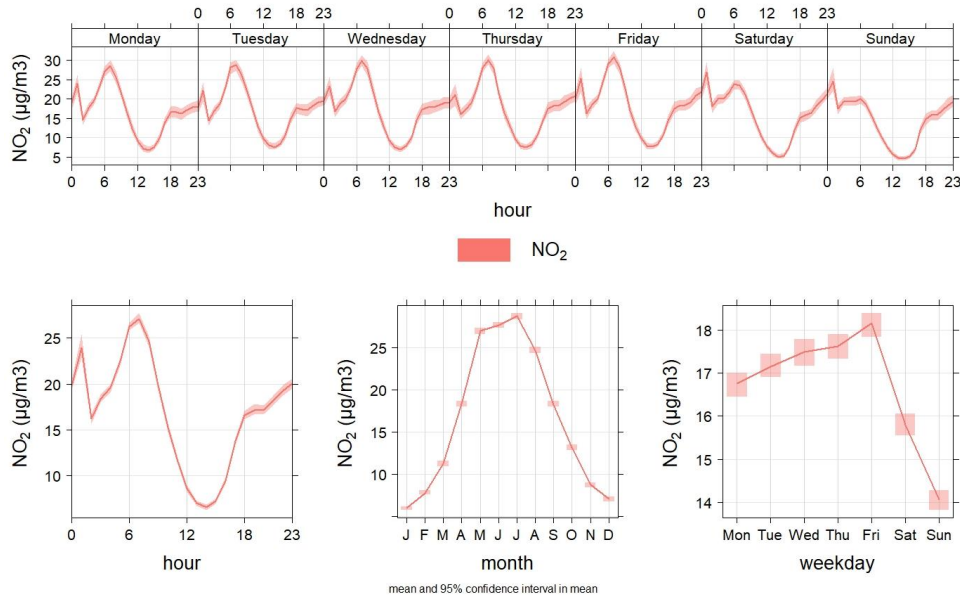 0 6 12 18 23 0 6 12 18 23 0 6 12 18 23
Monday Tuesday Wednesday Thursday Friday Saturday Sunday
NO₂ (µg/m3)
30
25
20
15
10
5
0 6 12 18 23 0 6 12 18 23 0 6 12 18 23 0 6 12 18 23
hour
NO₂
NO₂ (µg/m3)
25
20
15
10
0 6 12 18 23
hour
NO₂ (µg/m3)
25
20
15
10
J F M A M J J A S O N D
month
NO₂ (µg/m3)
18
17
16
15
14
Mon Tue Wed Thu Fri Sat Sun
weekday
mean and 95% confidence interval in mean